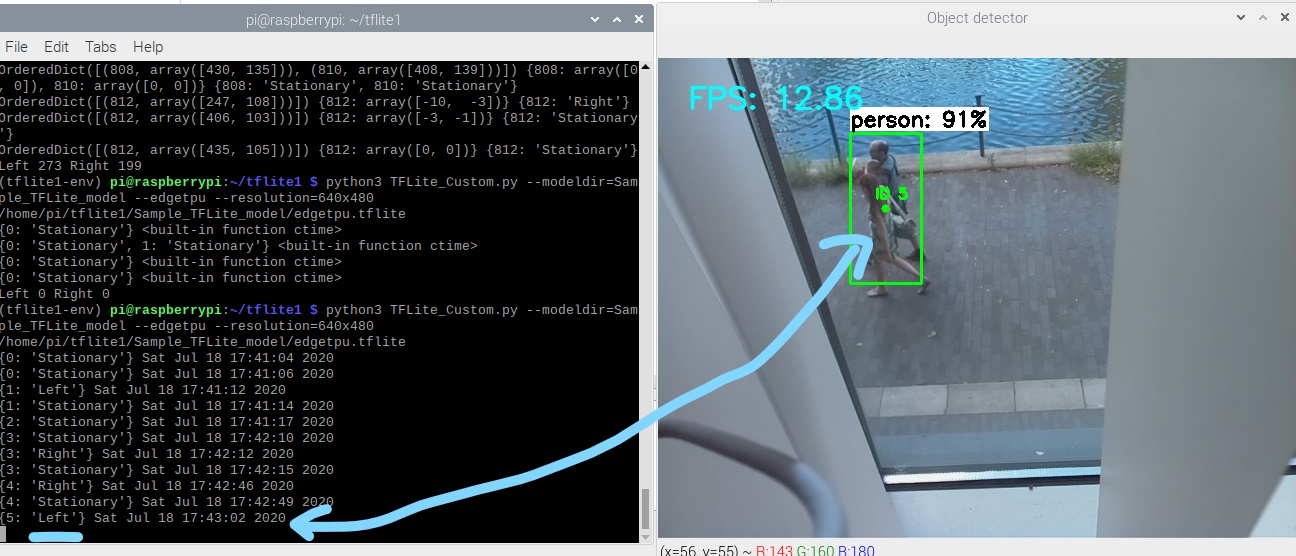 pi@raspberrypi: ~/tflite1
File Edit Tabs Help
OrderedDict([(808, array([430, 135])), (810, array([408, 139]))]) {808: array([0
, 0]), 810: array([0, 0])} {808: 'Stationary', 810: 'Stationary'}
OrderedDict([(812, array([247, 108]))]) {812: array([-10,  -3])} {812: 'Right'}
OrderedDict([(812, array([406, 103]))]) {812: array([-3, -1])} {812: 'Stationary
'}
OrderedDict([(812, array([435, 105]))]) {812: array([0, 0])} {812: 'Stationary'}
Left 273 Right 199
(tflite1-env) pi@raspberrypi:~/tflite1 $ python3 TFLite_Custom.py --modeldir=Sam
ple_TFLite_model --edgetpu --resolution=640x480
/home/pi/tflite1/Sample_TFLite_model/edgetpu.tflite
{0: 'Stationary'} <built-in function ctime>
{0: 'Stationary', 1: 'Stationary'} <built-in function ctime>
{0: 'Stationary'} <built-in function ctime>
{0: 'Stationary'} <built-in function ctime>
Left 0 Right 0
(tflite1-env) pi@raspberrypi:~/tflite1 $ python3 TFLite_Custom.py --modeldir=Sam
ple_TFLite_model --edgetpu --resolution=640x480
/home/pi/tflite1/Sample_TFLite_model/edgetpu.tflite
{0: 'Stationary'} Sat Jul 18 17:41:04 2020
{0: 'Stationary'} Sat Jul 18 17:41:06 2020
{1: 'Left'} Sat Jul 18 17:41:12 2020
{1: 'Stationary'} Sat Jul 18 17:41:14 2020
{2: 'Stationary'} Sat Jul 18 17:41:17 2020
{3: 'Stationary'} Sat Jul 18 17:42:10 2020
{3: 'Right'} Sat Jul 18 17:42:12 2020
{3: 'Stationary'} Sat Jul 18 17:42:15 2020
{4: 'Right'} Sat Jul 18 17:42:46 2020
{4: 'Stationary'} Sat Jul 18 17:42:49 2020
{5: 'Left'} Sat Jul 18 17:43:02 2020
Object detector
FPS: 12.86
person: 91%
ID 5
(x=56, y=55) ~ R:143 G:160 B:180